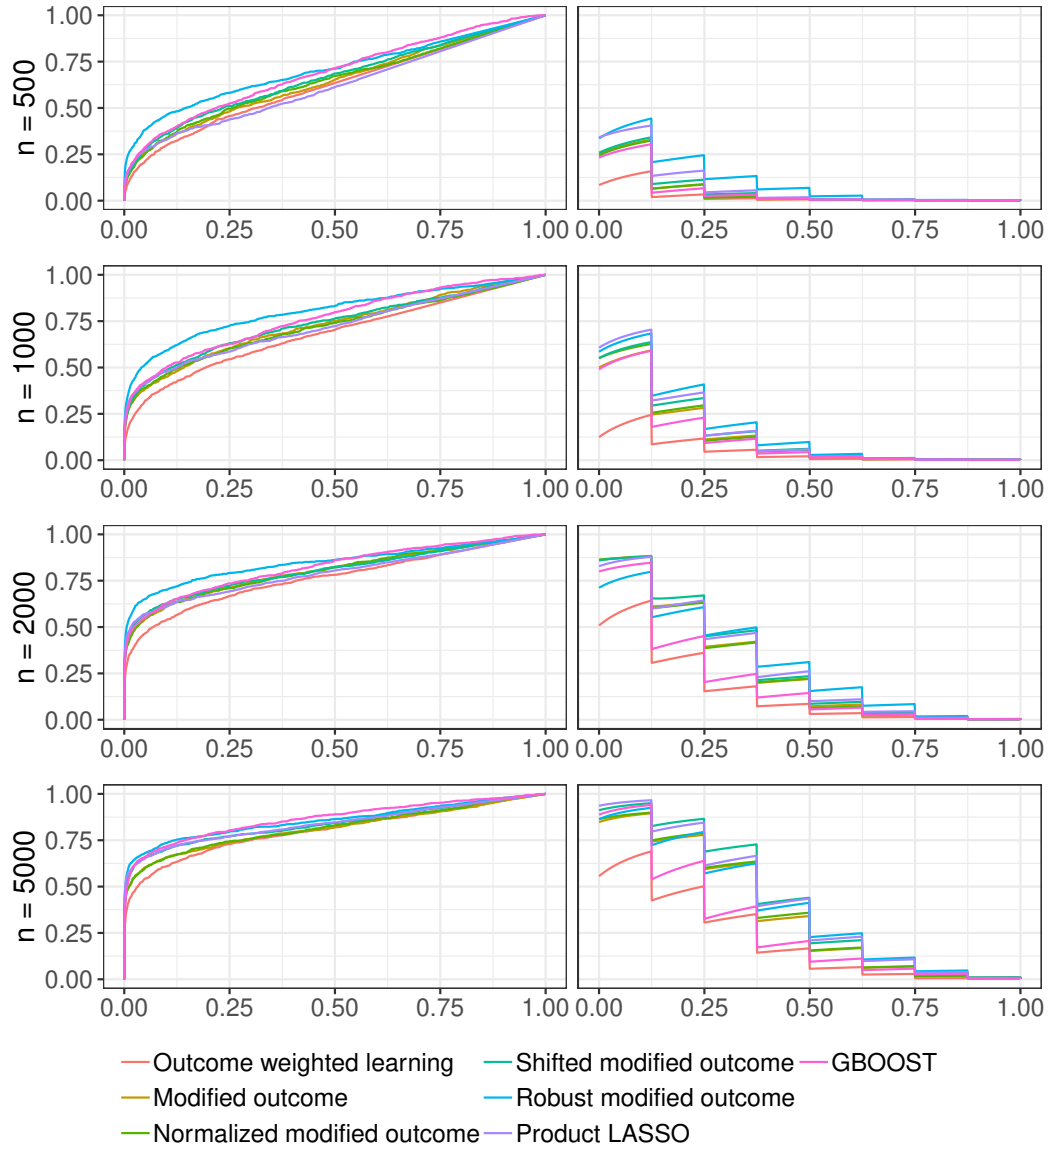 1.00
0.75
0.50
0.25
0.00
n = 500
0.00 0.25 0.50 0.75 1.00 0.00 0.25 0.50 0.75 1.00
1.00
0.75
0.50
0.25
0.00
n = 1000
0.00 0.25 0.50 0.75 1.00 0.00 0.25 0.50 0.75 1.00
1.00
0.75
0.50
0.25
0.00
n = 2000
0.00 0.25 0.50 0.75 1.00 0.00 0.25 0.50 0.75 1.00
1.00
0.75
0.50
0.25
0.00
n = 5000
0.00 0.25 0.50 0.75 1.00 0.00 0.25 0.50 0.75 1.00
Outcome weighted learning Shifted modified outcome GBOOST
Modified outcome Robust modified outcome
Normalized modified outcome Product LASSO